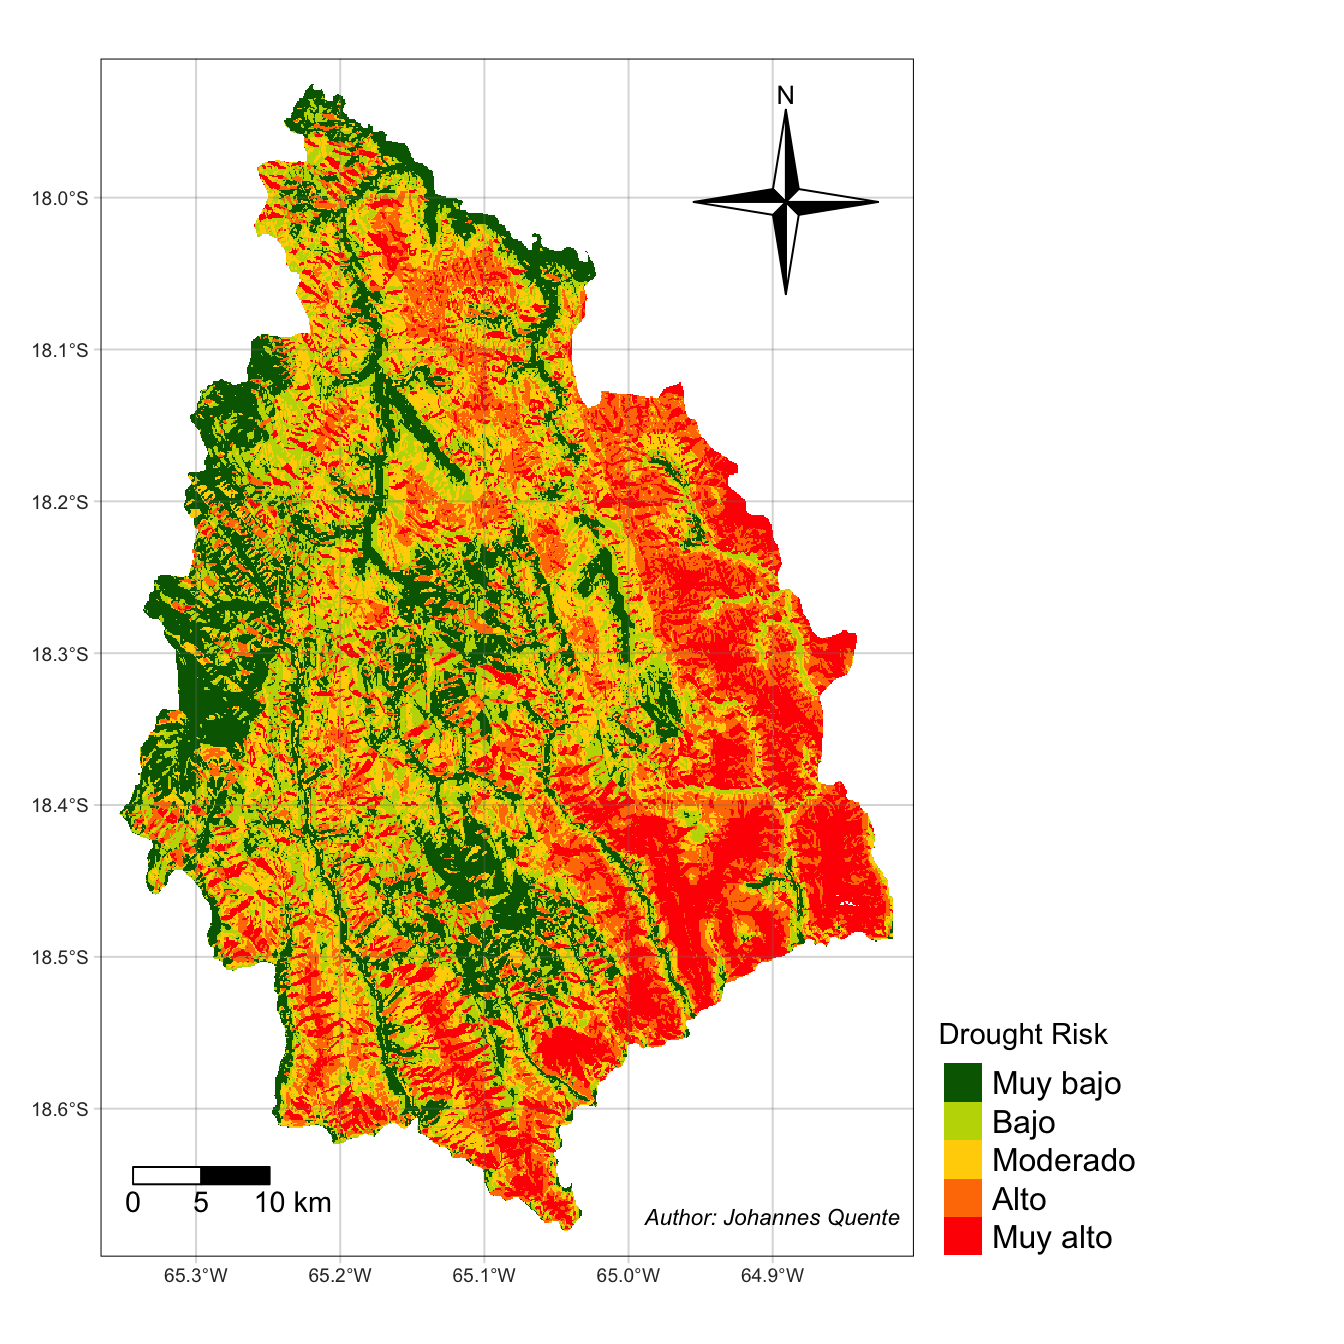 N
18.0°S
18.1°S
18.2°S
18.3°S
18.4°S
18.5°S
18.6°S
0 5 10 km
Author: Johannes Quente
65.3°W 65.2°W 65.1°W 65.0°W 64.9°W
Drought Risk
Muy bajo
Bajo
Moderado
Alto
Muy alto